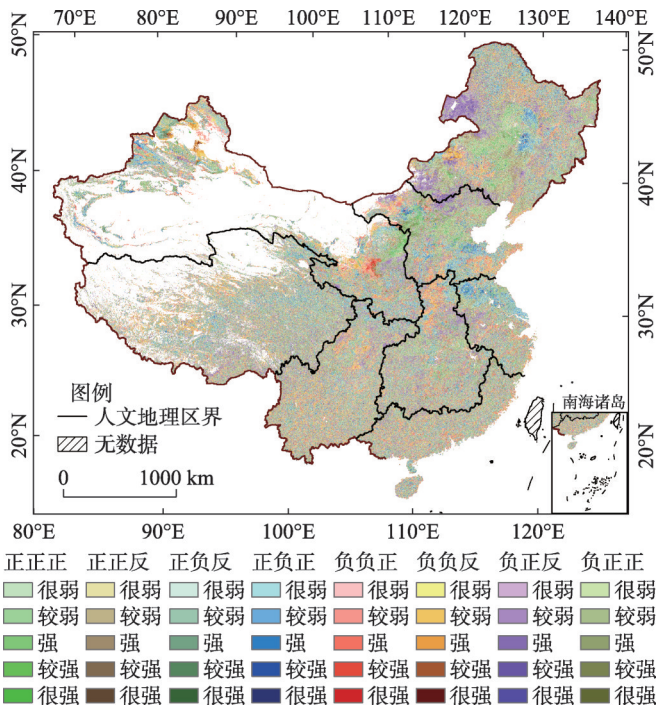 70°E 80°E 90°E 100°E 110°E 120°E 130°E 140°E
50°N 50°N
40°N 40°N
30°N 30°N
20°N 20°N
图例
人文地理区界
无数据
0 1000 km
南海诸岛
80°E 90°E 100°E 110°E 120°E
正正正 正正反 正负反 正负正 负负正 负负反 负正反 负正正
很弱 很弱 很弱 很弱 很弱 很弱 很弱 很弱
较弱 较弱 较弱 较弱 较弱 较弱 较弱 较弱
强 强 强 强 强 强 强 强
较强 较强 较强 较强 较强 较强 较强 较强
很强 很强 很强 很强 很强 很强 很强 很强